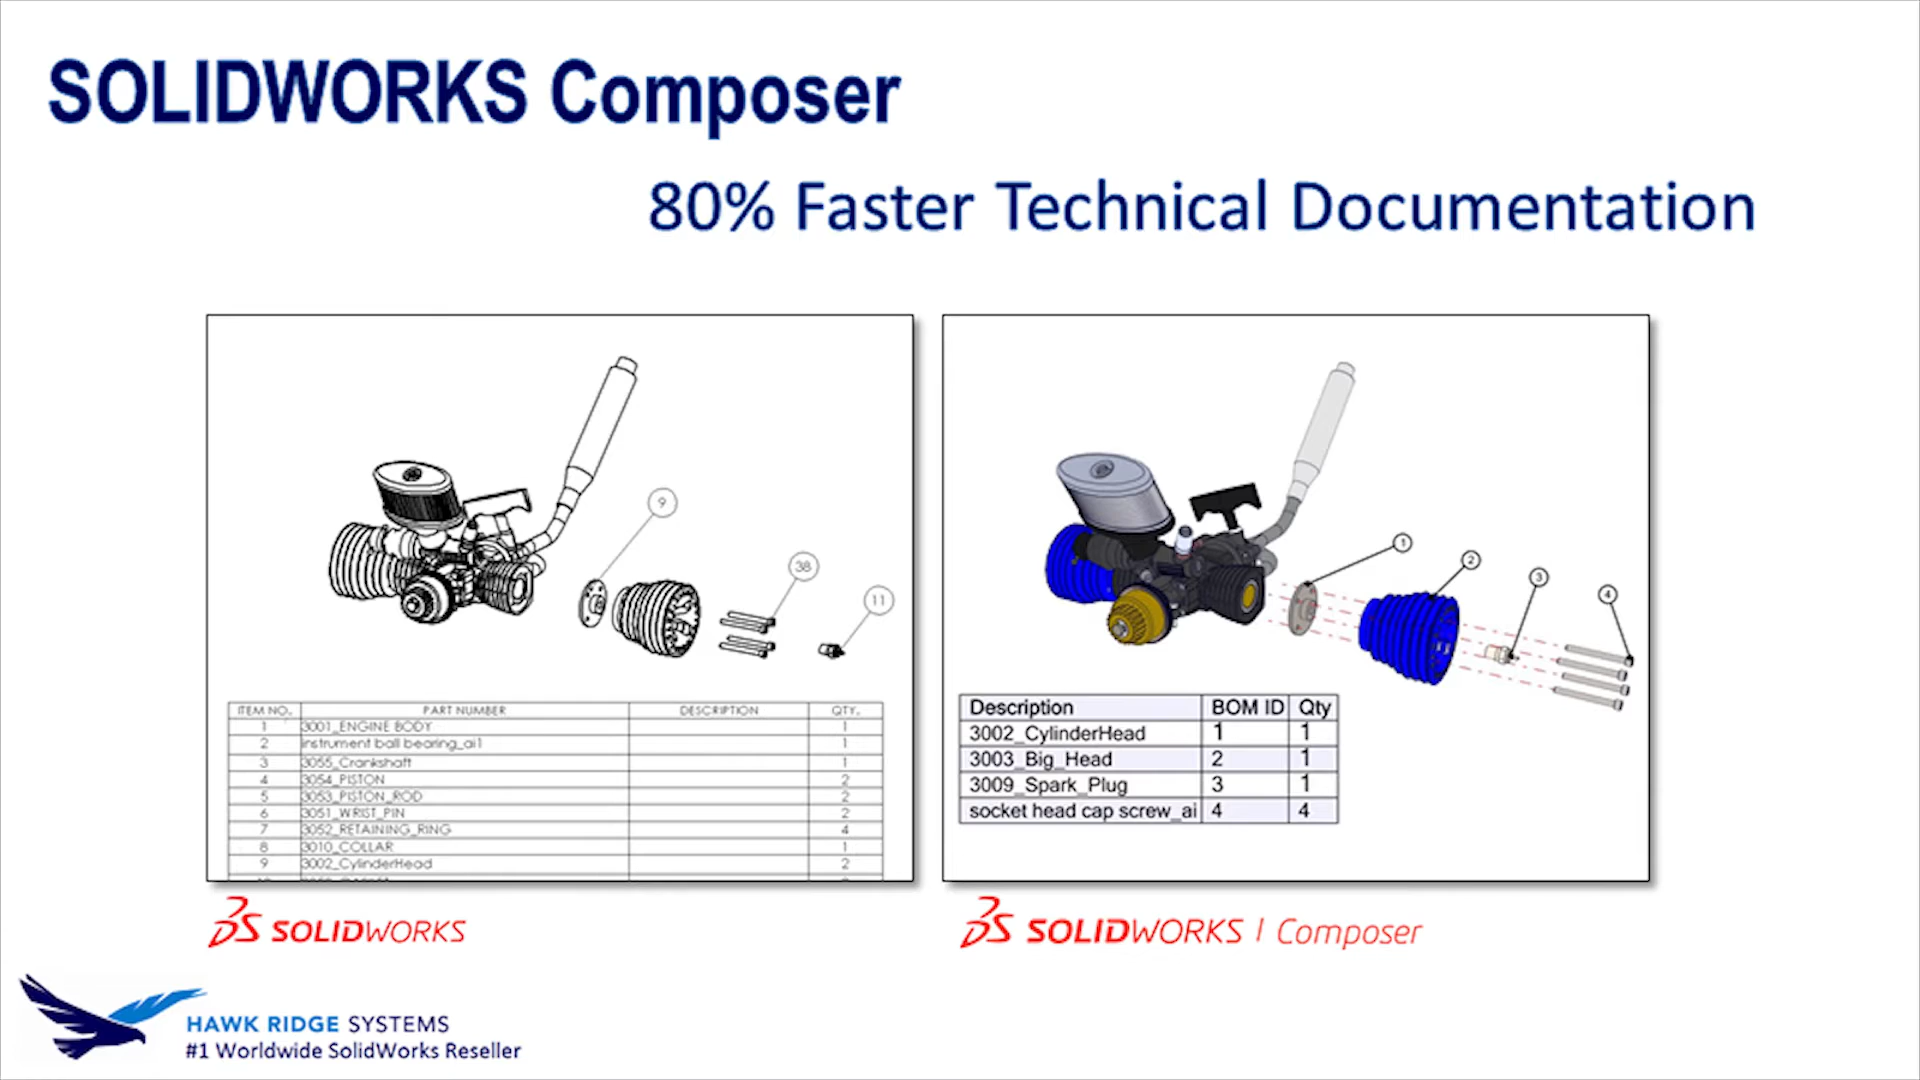 SOLIDWORKS Composer
80% Faster Technical Documentation
9
38
11
ITEM NO. PART NUMBER DESCRIPTION QTY.
1 3001_ENGINE BODY 1
2 instrument ball bearing_ai1 1
3 3055_Crankshaft 1
4 3054_PISTON 2
5 3053_PISTON_ROD 2
6 3051_WRIST_PIN 2
7 3052_RETAINING_RING 4
8 3010_COLLAR 1
9 3002_CylinderHead 2
1
2
3
4
Description BOM ID Qty
3002_CylinderHead 1 1
3003_Big_Head 2 1
3009_Spark_Plug 3 1
socket head cap screw_ai 4 4
SOLIDWORKS
SOLIDWORKS | Composer
HAWK RIDGE SYSTEMS
#1 Worldwide SolidWorks Reseller